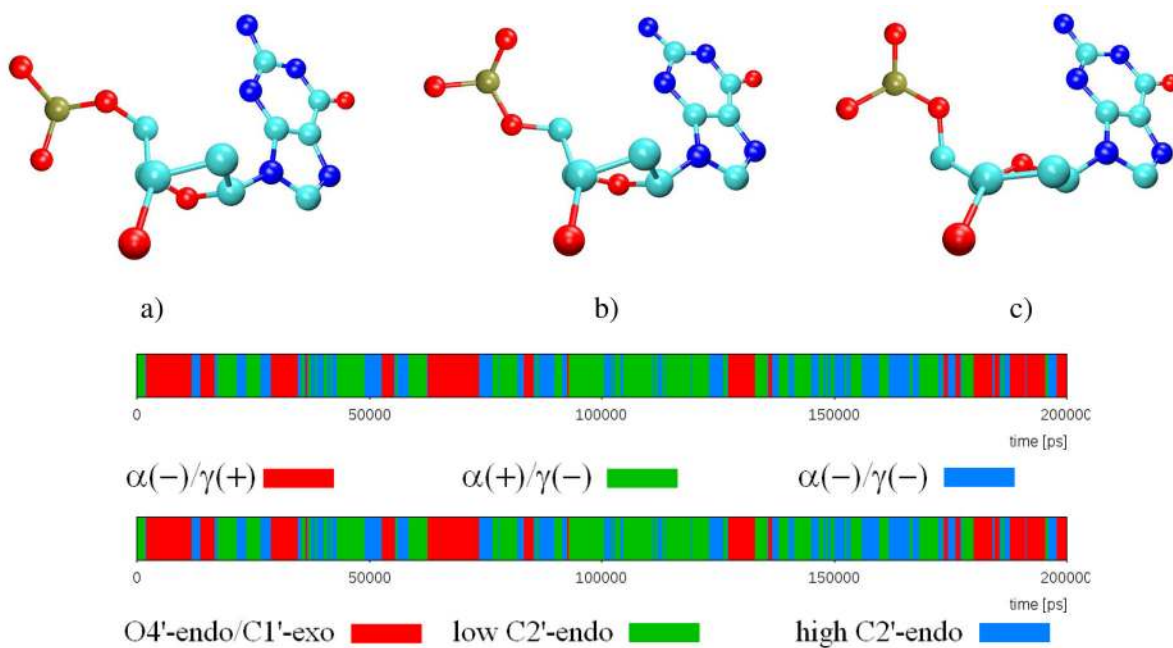 a) b) c)
0 50000 100000 150000 200000
time [ps]
α(−)/γ(+) α(+)/γ(−) α(−)/γ(−)
0 50000 100000 150000 200000
time [ps]
O4'-endo/C1'-exo low C2'-endo high C2'-endo